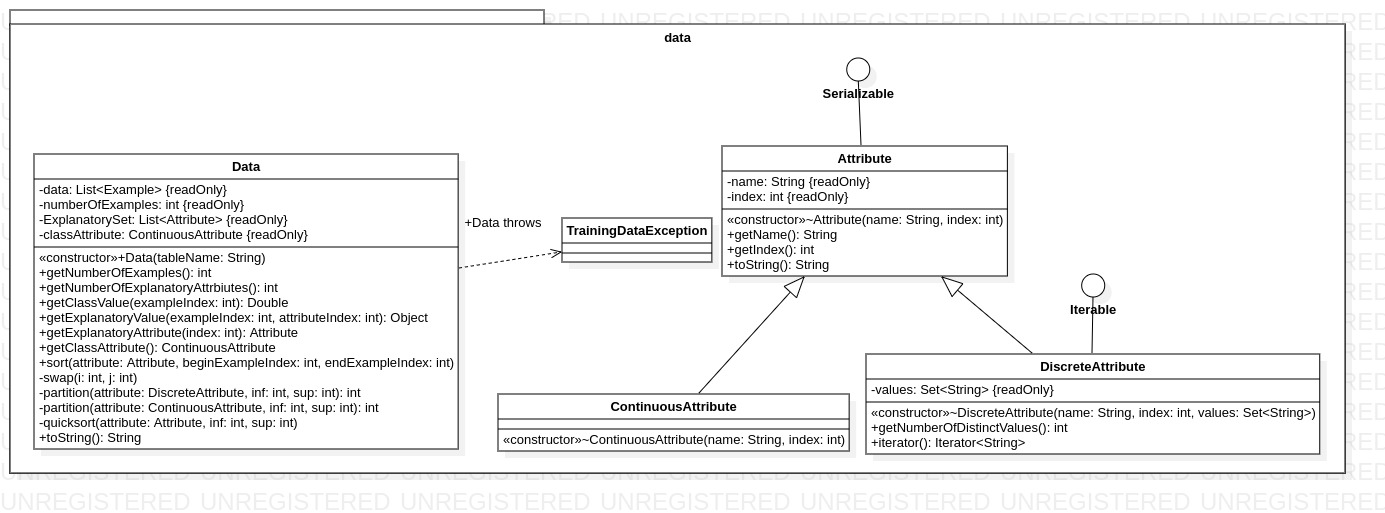 UNREGISTERED UNREGISTERED UNREGISTERED UNREGISTERED UNREGISTERED
data
Serializable
Data
-data: List<Example> {readOnly}
-numberOfExamples: int {readOnly}
-ExplanatorySet: List<Attribute> {readOnly}
-classAttribute: ContinuousAttribute {readOnly}
«constructor»+Data(tableName: String)
+getNumberOfExamples(): int
+getNumberOfExplanatoryAttrbiutes(): int
+getClassValue(exampleIndex: int): Double
+getExplanatoryValue(exampleIndex: int, attributeIndex: int): Object
+getExplanatoryAttribute(index: int): Attribute
+getClassAttribute(): ContinuousAttribute
+sort(attribute: Attribute, beginExampleIndex: int, endExampleIndex: int)
-swap(i: int, j: int)
-partition(attribute: DiscreteAttribute, inf: int, sup: int): int
-partition(attribute: ContinuousAttribute, inf: int, sup: int): int
-quicksort(attribute: Attribute, inf: int, sup: int)
+toString(): String
+Data throws
TrainingDataException
Attribute
-name: String {readOnly}
-index: int {readOnly}
«constructor»~Attribute(name: String, index: int)
+getName(): String
+getIndex(): int
+toString(): String
Iterable
ContinuousAttribute
«constructor»~ContinuousAttribute(name: String, index: int)
DiscreteAttribute
-values: Set<String> {readOnly}
«constructor»~DiscreteAttribute(name: String, index: int, values: Set<String>)
+getNumberOfDistinctValues(): int
+iterator(): Iterator<String>
UNREGISTERED UNREGISTERED UNREGISTERED UNREGISTERED UNREGISTERED UNREGISTERED UNREGISTERED